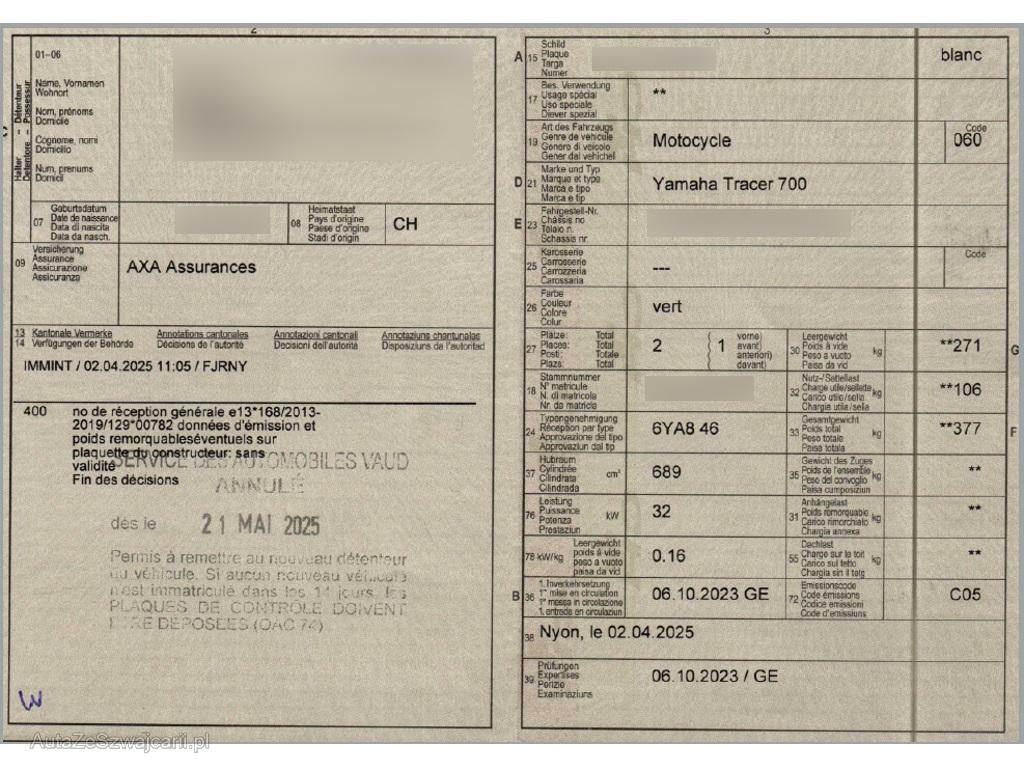 2
01-06
Halter - Détenteur
Detentore - Possessur
Name, Vornamen
Wohnort
Nom, prénoms
Domicile
Cognome, nomi
Domicilio
Num, prenums
Domicil
07
Geburtsdatum
Date de naissance
Data di nascita
Data da nasch.
08
Heimatstaat
Pays d'origine
Paese d'origine
Stadi d'origin
CH
09
Versicherung
Assurance
Assicurazione
Assicuranza
AXA Assurances
13 Kantonale Vermerke Annotations cantonales Annotazioni cantonali Annotaziuns chantunalas
14 Verfügungen der Behörde Décisions de l'autorité Decisioni dell'autorità Disposiziuns da l'autoritad
IMMINT / 02.04.2025 11:05 / FJRNY
400 no de réception générale e13*168/2013-
2019/129*00782 données d'émission et
poids remorquableséventuels sur
plaquette du constructeur: sans
validité
Fin des décisions
SERVICE DES AUTOMOBILES VAUD
ANNULÉ
dès le 21 MAI 2025
Permis à remettre au nouveau détenteur
du véhicule. Si aucun nouveau véhicule
n'est immatriculé dans les 14 jours, les
PLAQUES DE CONTRÔLE DOIVENT
ÊTRE DÉPOSÉES (OAC 74)
W
AutaZeSzwajcarii.pl
3
A 15
Schild
Plaque
Targa
Numer
blanc
17
Bes. Verwendung
Usage spécial
Uso speciale
Diever spezial
**
19
Art des Fahrzeugs
Genre de véhicule
Genere di veicolo
Gener dal vehichel
Motocycle
Code
060
D 21
Marke und Typ
Marque et type
Marca e tipo
Marca e tip
Yamaha Tracer 700
E 23
Fahrgestell-Nr.
Châssis no
Telaio n.
Schassis nr.
25
Karosserie
Carrosserie
Carrozzeria
Carossaria
---
Code
26
Farbe
Couleur
Colore
Colur
vert
27
Plätze: Total
Places: Total
Posti: Totale
Plazs: Total
2
1
vorne)
avant)
anteriori)
davant)
30
Leergewicht
Poids à vide
Peso a vuoto
Paisa da vid
kg
**271
G
18
Stammnummer
N° matricule
N. di matricola
Nr. da matricla
32
Nutz-/Sattellast
Charge utile/sellette
Carico utile/sella
Chargia utila/sella
kg
**106
24
Typengenehmigung
Réception par type
Approvazione del tipo
Approvaziun dal tip
6YA8 46
33
Gesamtgewicht
Poids total
Peso totale
Paisa totala
kg
**377
F
37
Hubraum
Cylindrée
Cilindrata
Cilindrada
cm³
689
35
Gewicht des Zuges
Poids de l'ensemble
Peso del convoglio
Paisa cumposiziun
kg
**
76
Leistung
Puissance
Potenza
Prestaziun
kW
32
31
Anhängelast
Poids remorquable
Carico rimorchiato
Chargia annexa
kg
**
78 kW/kg
Leergewicht
poids à vide
peso a vuoto
paisa da vid
0.16
55
Dachlast
Charge sur le toit
Carico sul tetto
Chargia sin il tetg
kg
**
B 36
1. Inverkehrsetzung
1re mise en circulation
1a messa in circolazione
1. entrada en circulaziun
06.10.2023 GE
72
Emissionscode
Code émissions
Codice emissioni
Code d'emissiuns
C05
38 Nyon, le 02.04.2025
39
Prüfungen
Expertises
Perizie
Examinaziuns
06.10.2023 / GE